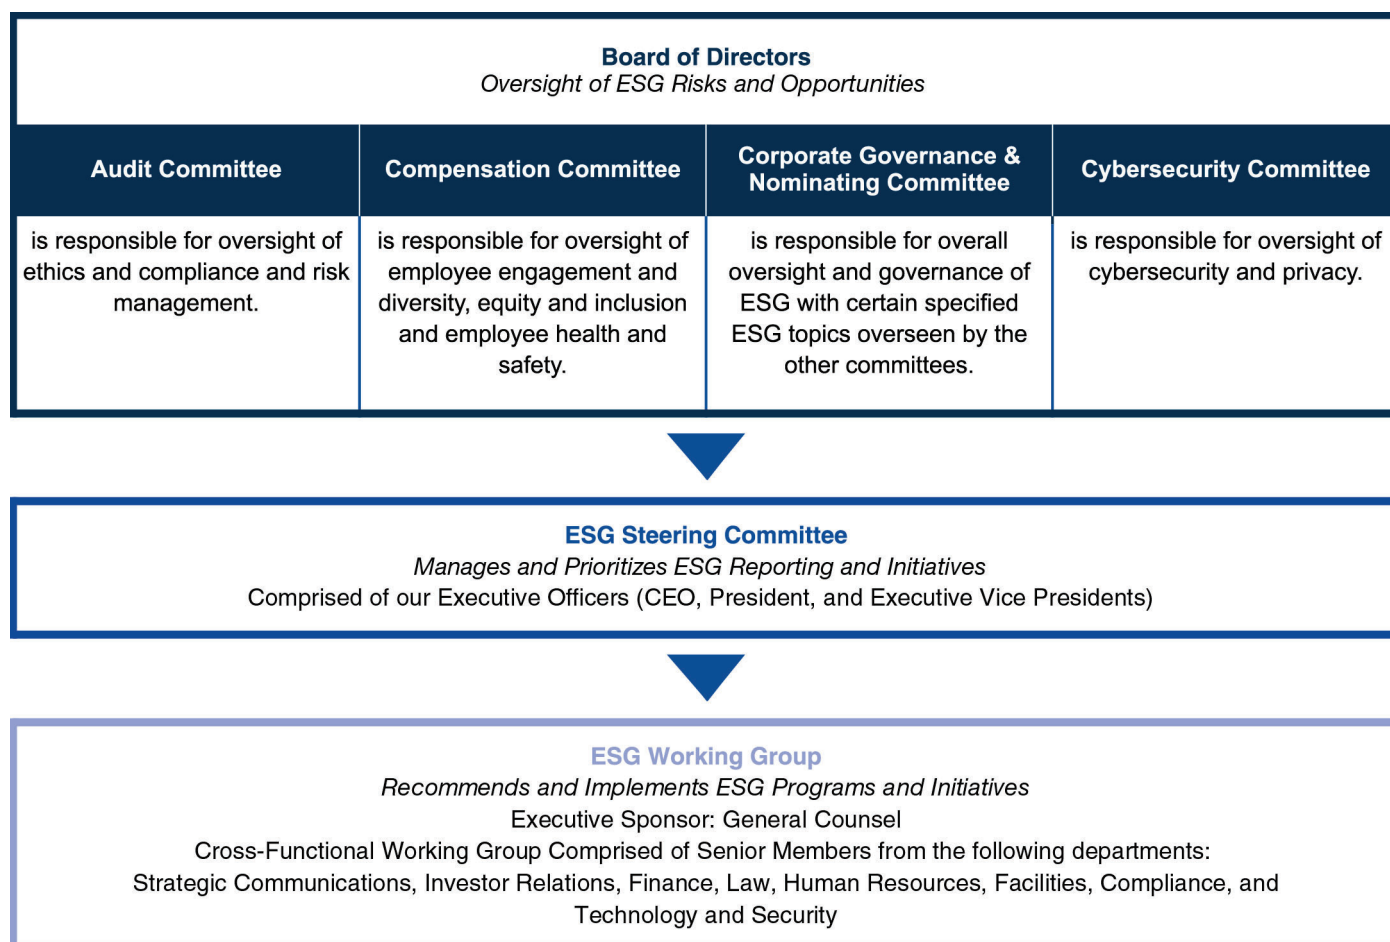 Board of Directors
Oversight of ESG Risks and Opportunities
Audit Committee
is responsible for oversight of
ethics and compliance and risk
management.
Compensation Committee
is responsible for oversight of
employee engagement and
diversity, equity and inclusion
and employee health and
safety.
Corporate Governance &
Nominating Committee
is responsible for overall
oversight and governance of
ESG with certain specified
ESG topics overseen by the
other committees.
Cybersecurity Committee
is responsible for oversight of
cybersecurity and privacy.
ESG Steering Committee
Manages and Prioritizes ESG Reporting and Initiatives
Comprised of our Executive Officers (CEO, President, and Executive Vice Presidents)
ESG Working Group
Recommends and Implements ESG Programs and Initiatives
Executive Sponsor: General Counsel
Cross-Functional Working Group Comprised of Senior Members from the following departments:
Strategic Communications, Investor Relations, Finance, Law, Human Resources, Facilities, Compliance, and
Technology and Security